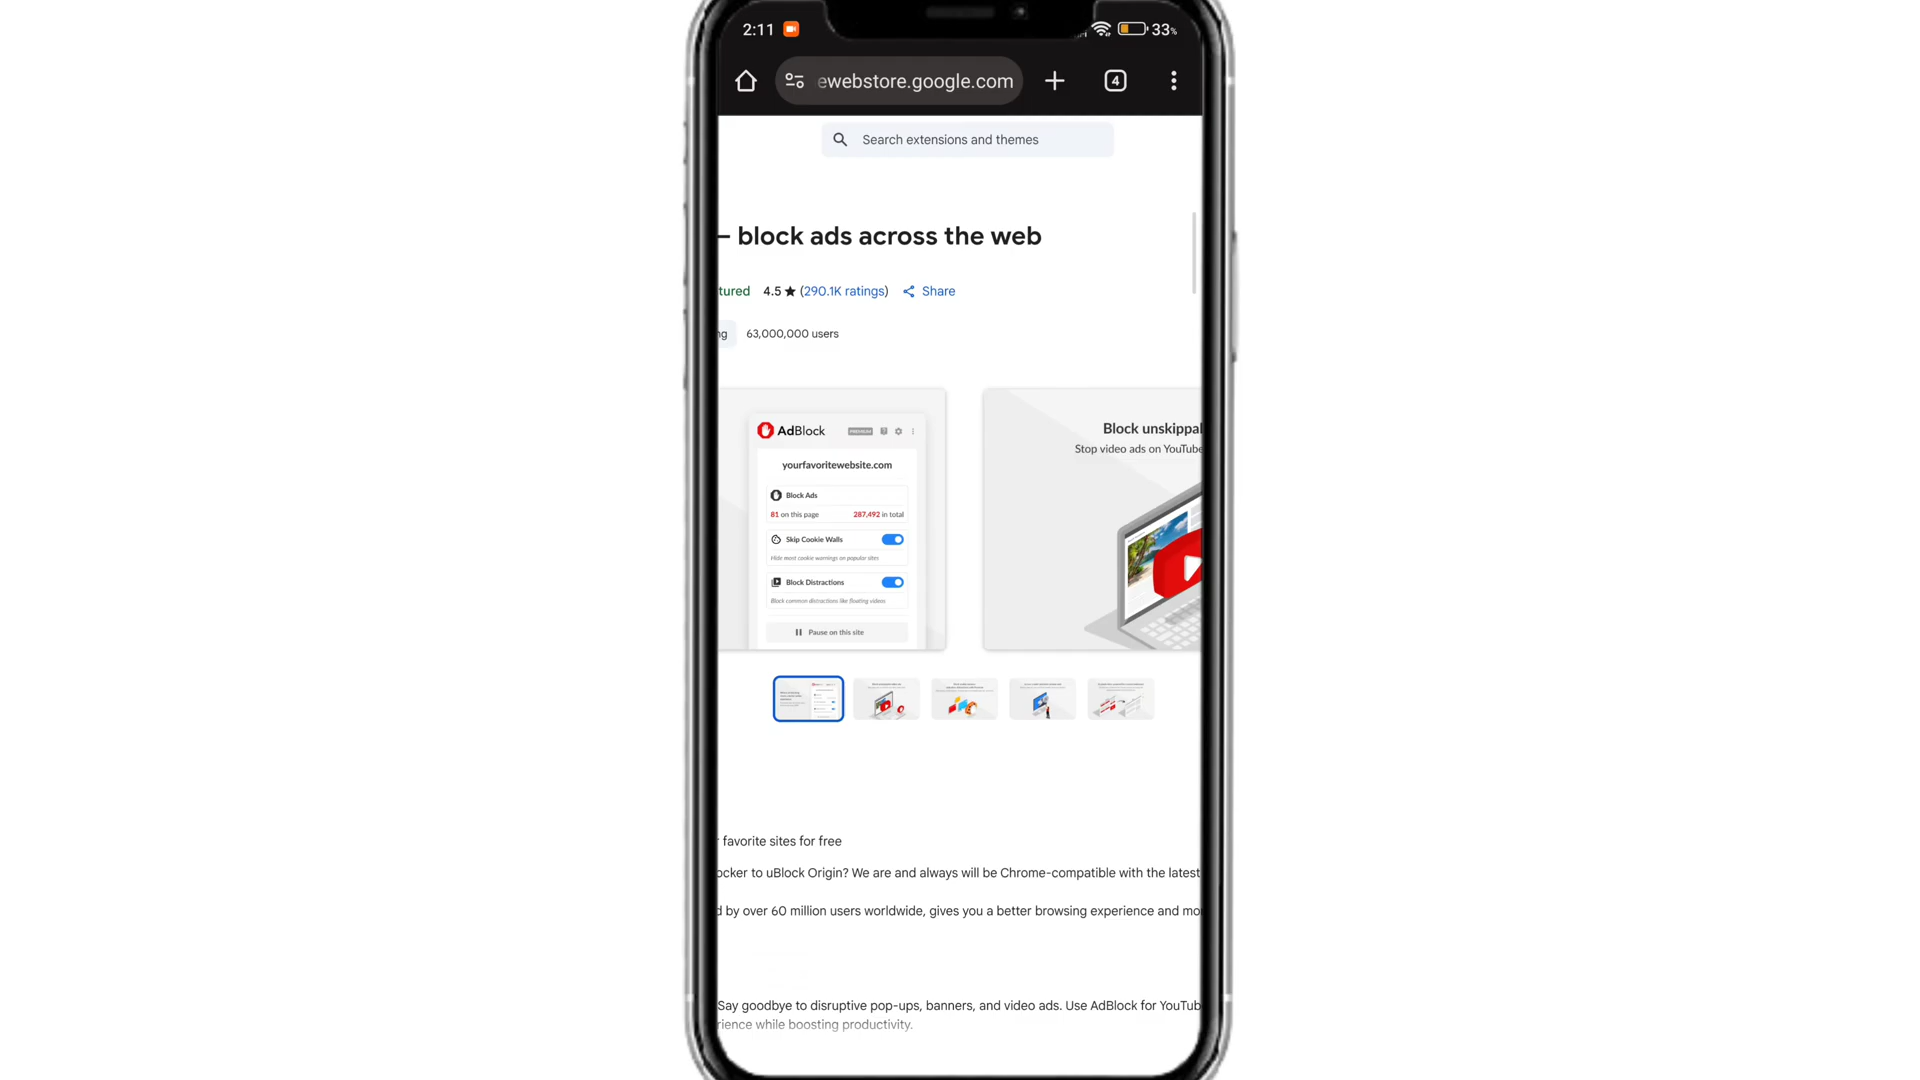 2:11
33%
ewebstore.google.com
4
Search extensions and themes
– block ads across the web
tured 4.5 ★ (290.1K ratings) Share
ng 63,000,000 users
AdBlock PREMIUM
yourfavoritewebsite.com
Block Ads
81 on this page 287,492 in total
Skip Cookie Walls
Hide most cookie warnings on popular sites
Block Distractions
Block common distractions like floating videos
Pause on this site
Block unskippal
Stop video ads on YouTube
r favorite sites for free
ocker to uBlock Origin? We are and always will be Chrome-compatible with the latest
d by over 60 million users worldwide, gives you a better browsing experience and mo
Say goodbye to disruptive pop-ups, banners, and video ads. Use AdBlock for YouTub
rience while boosting productivity.